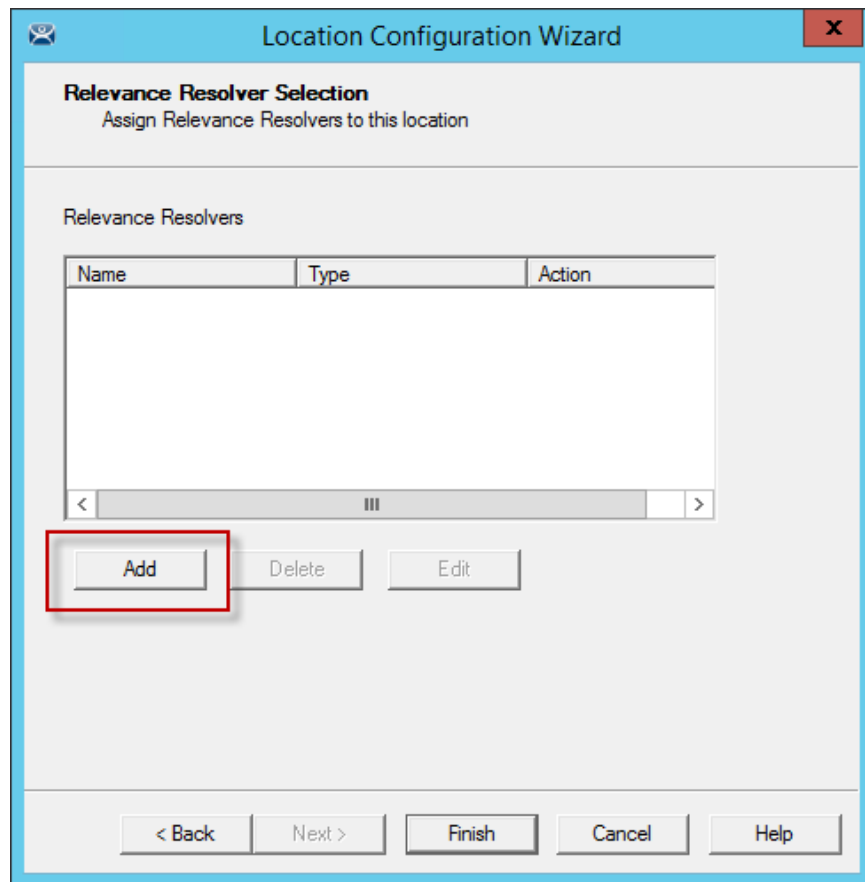 Location Configuration Wizard
x
Relevance Resolver Selection
Assign Relevance Resolvers to this location
Relevance Resolvers
Name Type Action
Add Delete Edit
< Back Next > Finish Cancel Help